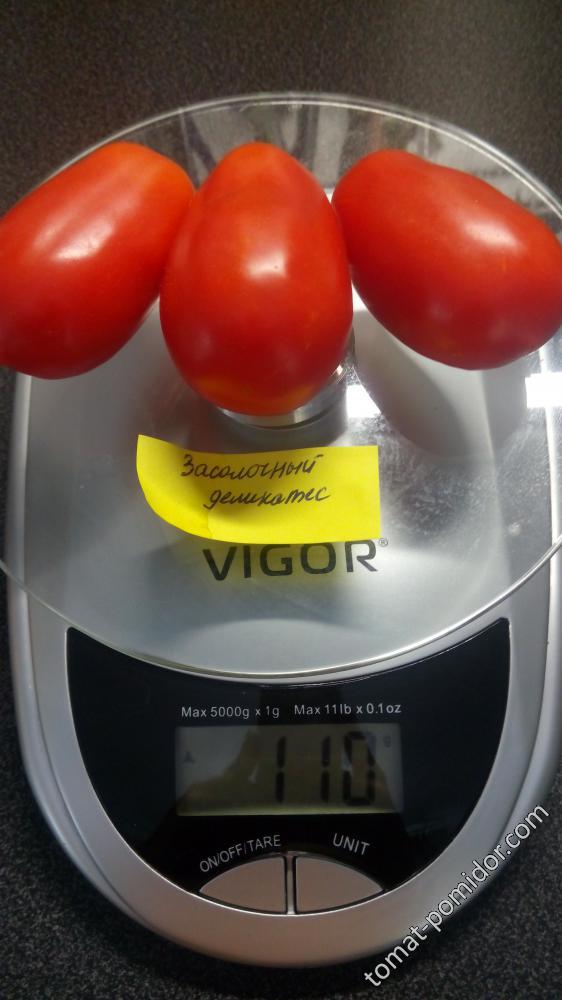 Засолочный
деликатес
VIGOR®
Max 5000g x 1g Max 11lb x 0.1oz
110 g
ON/OFF/TARE UNIT
tomat-pomidor.com